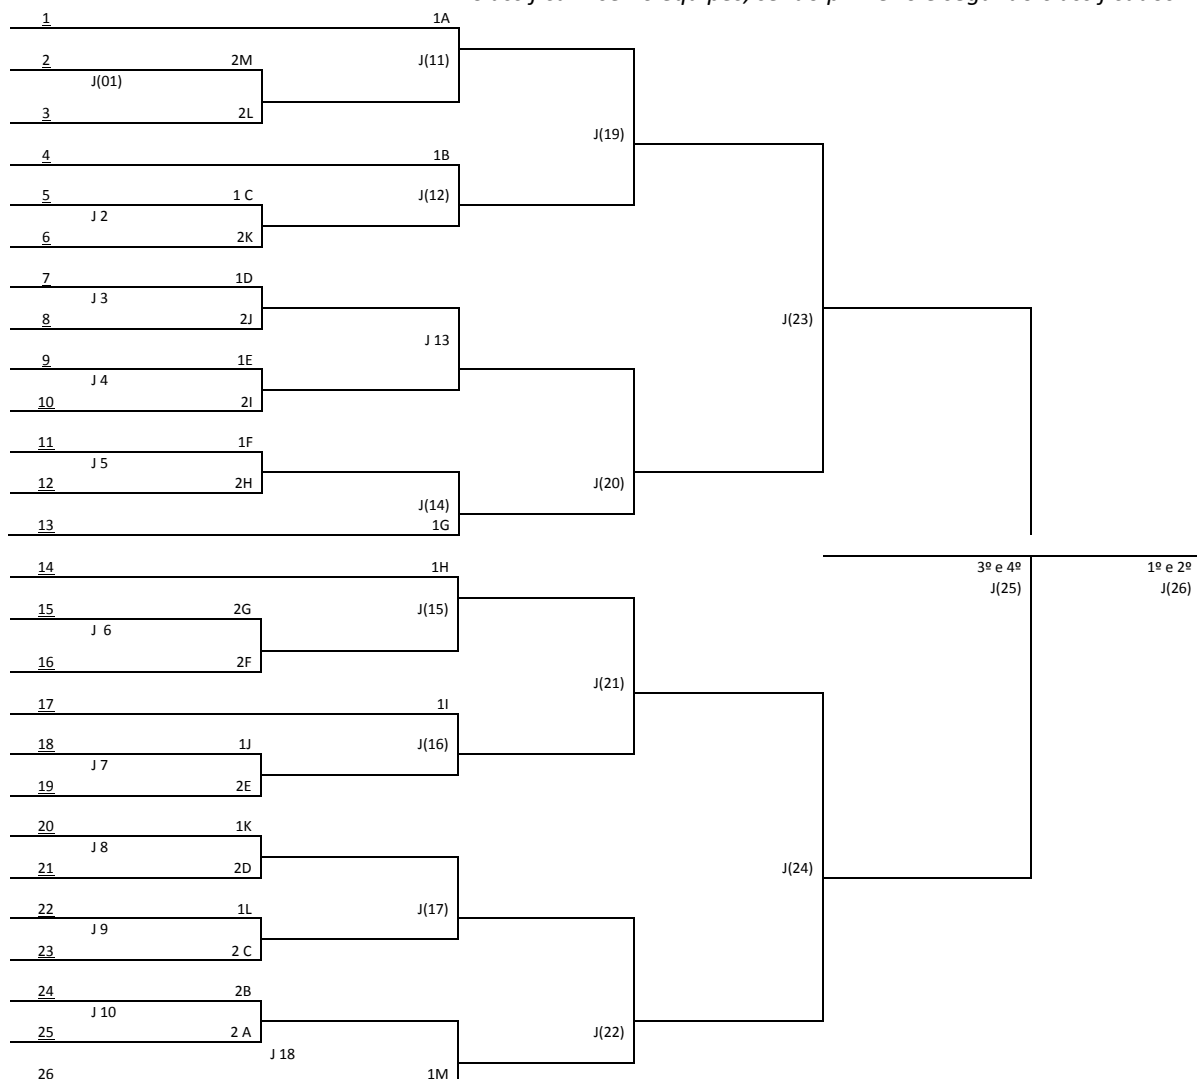 1 1A
2 2M J(11)
J(01)
3 2L
J(19)
4 1B
5 1 C J(12)
J 2
6 2K
7 1D
J 3
8 2J J(23)
J 13
9 1E
J 4
10 2I
11 1F
J 5
12 2H J(20)
J(14)
13 1G
14 1H 3º e 4º 1º e 2º
J(25) J(26)
15 2G J(15)
J 6
16 2F
J(21)
17 1I
18 1J J(16)
J 7
19 2E
20 1K
J 8
21 2D J(24)
22 1L J(17)
J 9
23 2 C
24 2B
J 10
25 2 A J(22)
J 18
26 1M